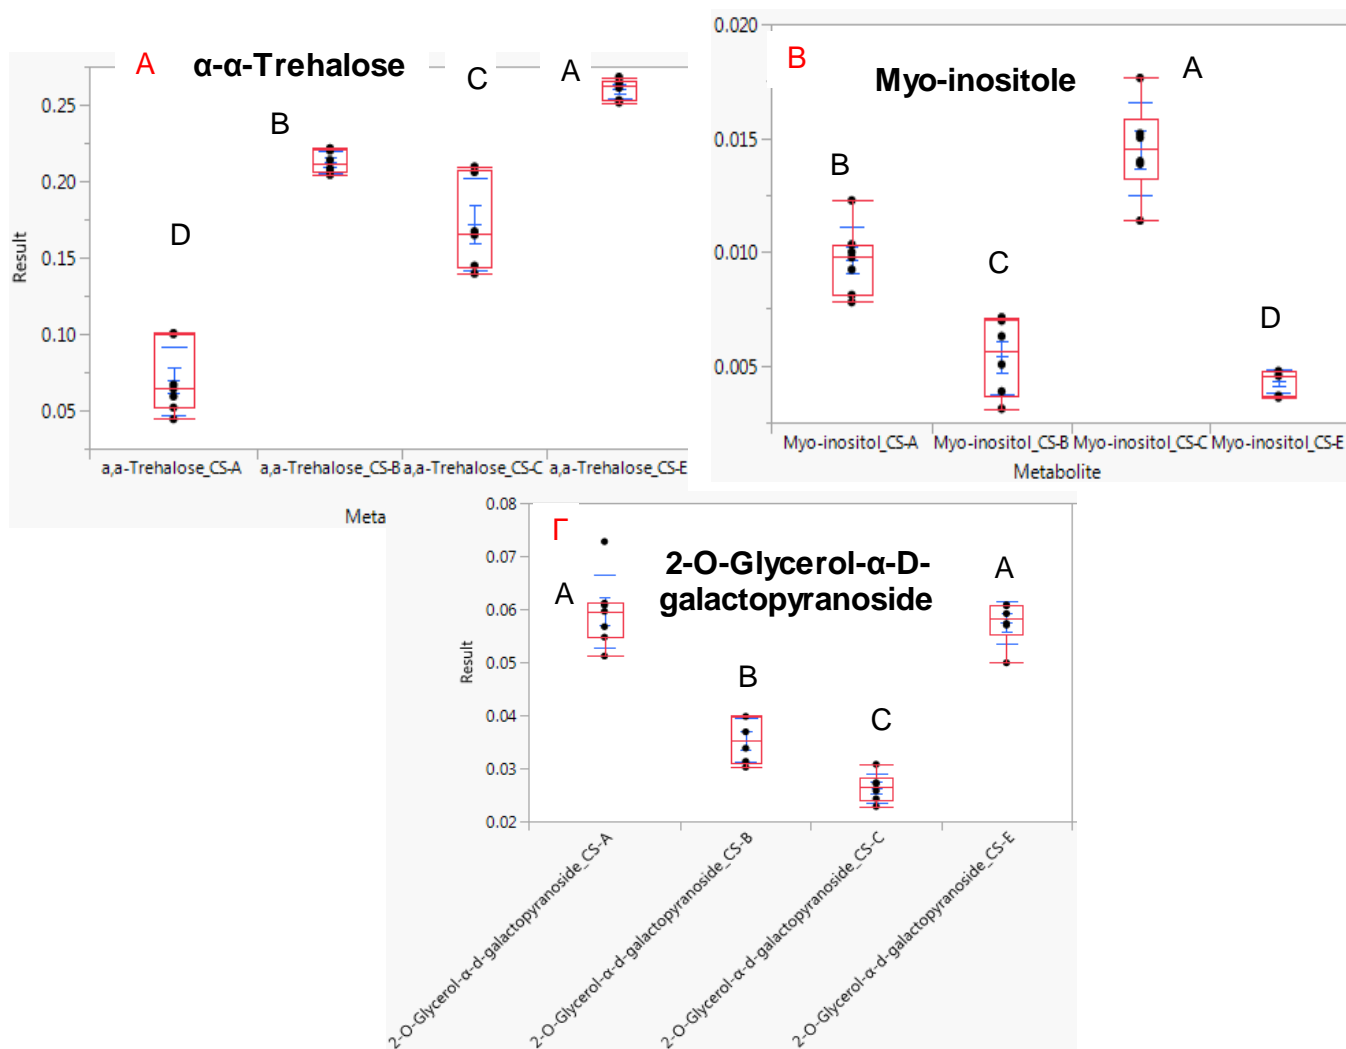 A
α-α-Trehalose
C
A
B
D
0.25
0.20
0.15
0.10
0.05
Result
a,a-Trehalose_CS-A
a,a-Trehalose_CS-B
a,a-Trehalose_CS-C
a,a-Trehalose_CS-E
Meta
B
Myo-inositole
A
B
C
D
0.020
0.015
0.010
0.005
Myo-inositol_CS-A
Myo-inositol_CS-B
Myo-inositol_CS-C
Myo-inositol_CS-E
Metabolite
Γ
2-O-Glycerol-α-D-
galactopyranoside
A
A
B
C
0.08
0.07
0.06
0.05
0.04
0.03
0.02
Result
2-O-Glycerol-α-d-galactopyranoside_CS-A
2-O-Glycerol-α-d-galactopyranoside_CS-B
2-O-Glycerol-α-d-galactopyranoside_CS-C
2-O-Glycerol-α-d-galactopyranoside_CS-E